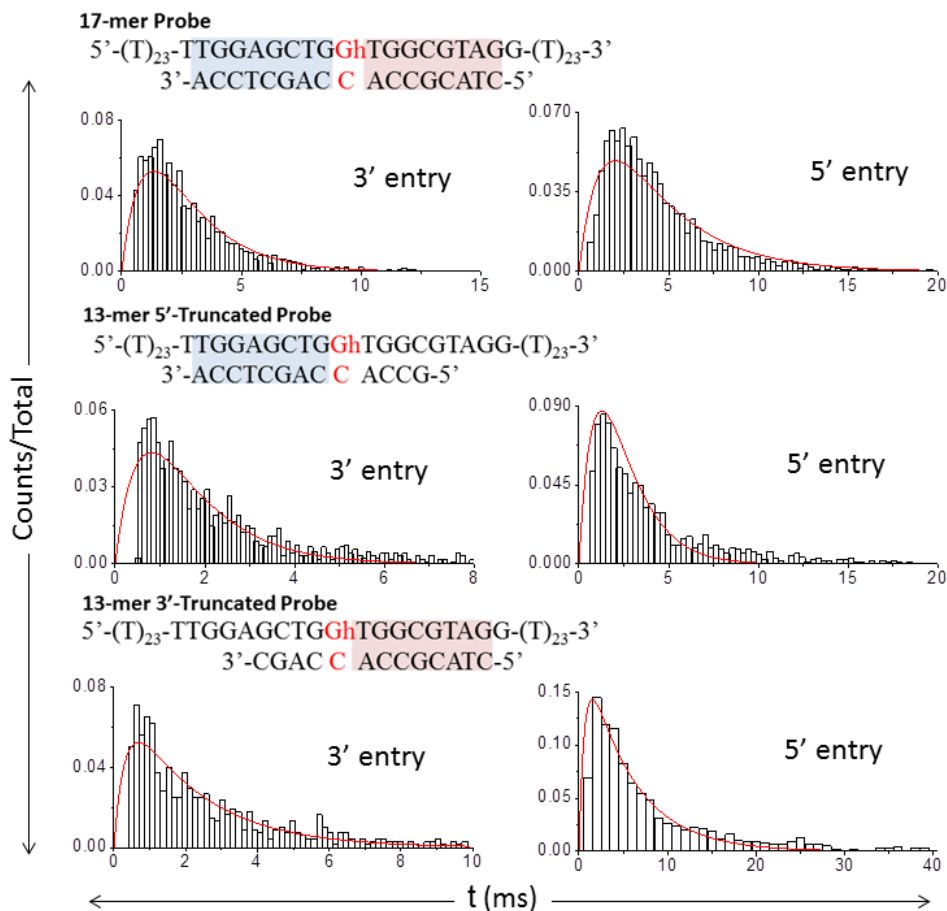 17-mer Probe
5'-(T)23-TTGGAGCTGGhTGGCGTAGG-(T)23-3'
3'-ACCTCGAC C ACCGCATC-5'
0.08
0.04
0.00
0 5 10 15
3' entry
0.070
0.035
0.000
0 5 10 15 20
5' entry
13-mer 5'-Truncated Probe
5'-(T)23-TTGGAGCTGGhTGGCGTAGG-(T)23-3'
3'-ACCTCGAC C ACCG-5'
0.06
0.03
0.00
0 2 4 6 8
3' entry
0.090
0.045
0.000
0 5 10 15 20
5' entry
13-mer 3'-Truncated Probe
5'-(T)23-TTGGAGCTGGhTGGCGTAGG-(T)23-3'
3'-CGAC C ACCGCATC-5'
0.08
0.04
0.00
0 2 4 6 8 10
3' entry
0.15
0.10
0.05
0.00
0 5 10 15 20 30 40
5' entry
Counts/Total
t (ms)